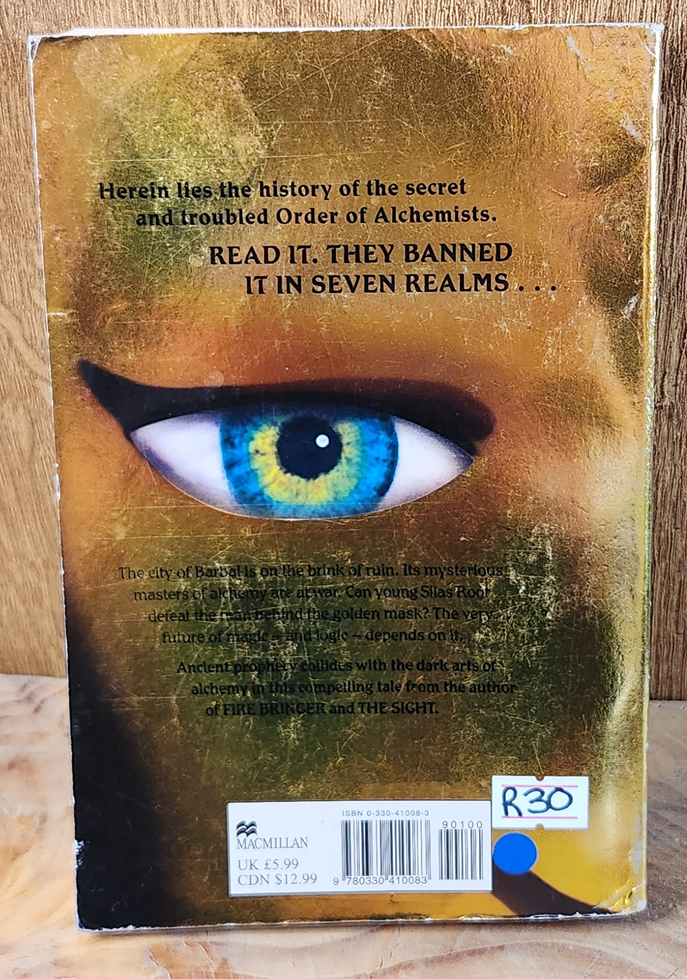 Herein lies the history of the secret
and troubled Order of Alchemists.
READ IT. THEY BANNED
IT IN SEVEN REALMS . . .
The city of Barbal is on the brink of ruin. Its mysterious
masters of alchemy are at war. Can young Silas Root
defeat the man behind the golden mask? The very
future of magic – and logic – depends on it.
Ancient prophecy collides with the dark arts of
alchemy in this compelling tale from the author
of FIRE BRINGER and THE SIGHT.
R30
ISBN 0-330-41008-3
90100
MACMILLAN
UK £5.99
CDN $12.99
9 780330 410083